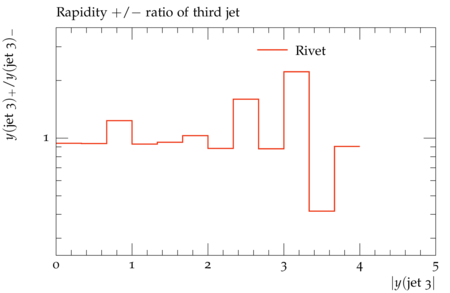 Rapidity +/− ratio of third jet
y(jet 3)₊/y(jet 3)₋
Rivet
1
0 1 2 3 4 5
|y(jet 3|